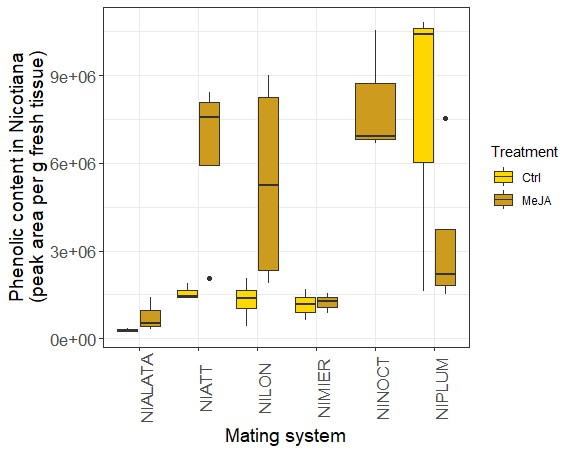 Phenolic content in Nicotiana
(peak area per g fresh tissue)
9e+06
6e+06
3e+06
0e+00
NIALATA
NIATT
NILON
NIMIER
NINOCT
NIPLUM
Mating system
Treatment
Ctrl
MeJA